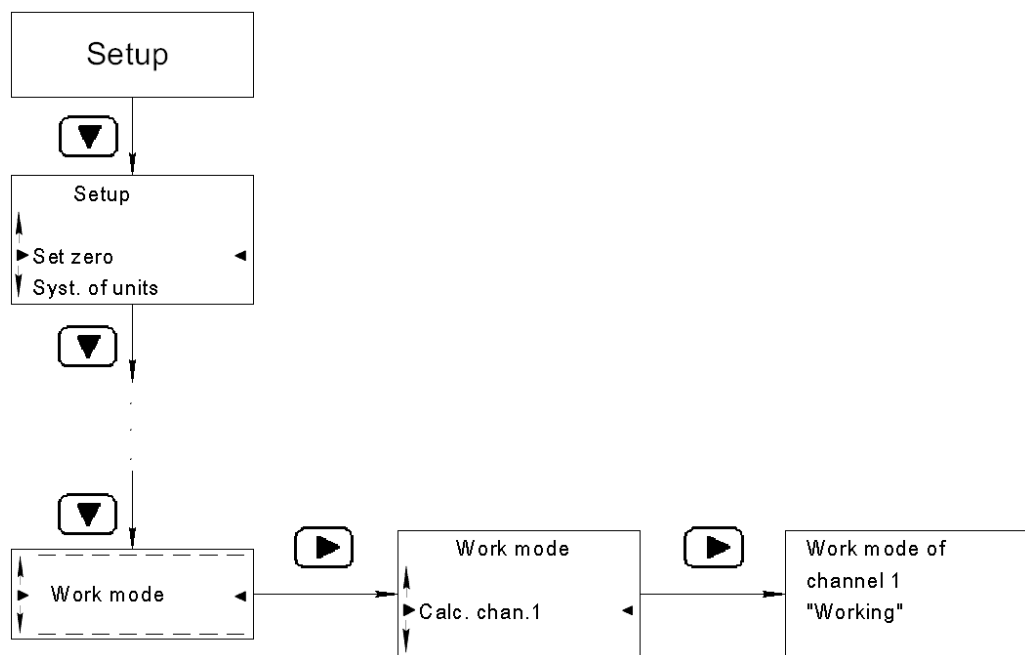 Setup
Setup
Set zero
Syst. of units
Work mode
Work mode
Calc. chan.1
Work mode of
channel 1
"Working"